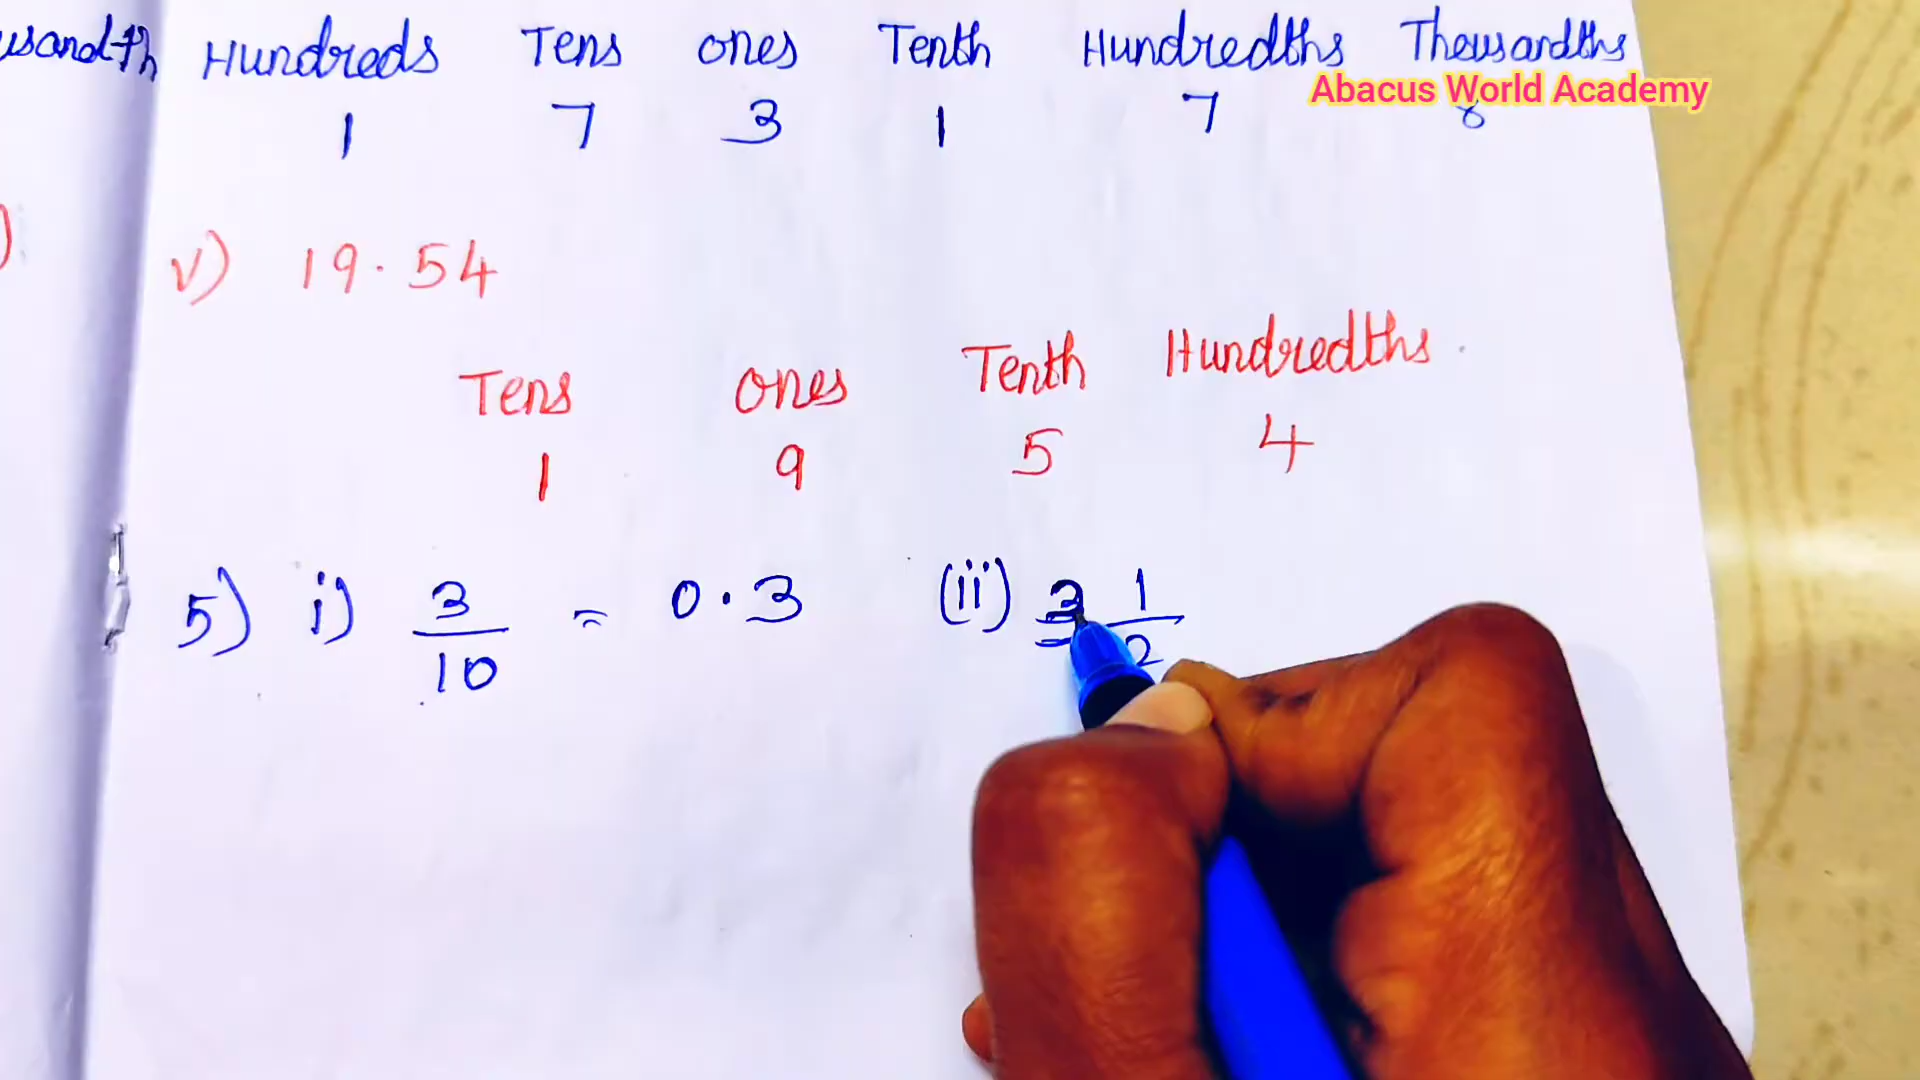 Hundreds Tens ones Tenth Hundredths Thousandths
Abacus World Academy
1 7 3 1 7 8
v) 19.54
Tens ones Tenth Hundredths
1 9 5 4
5) i) 3/10 = 0.3 (ii) 3 1/2